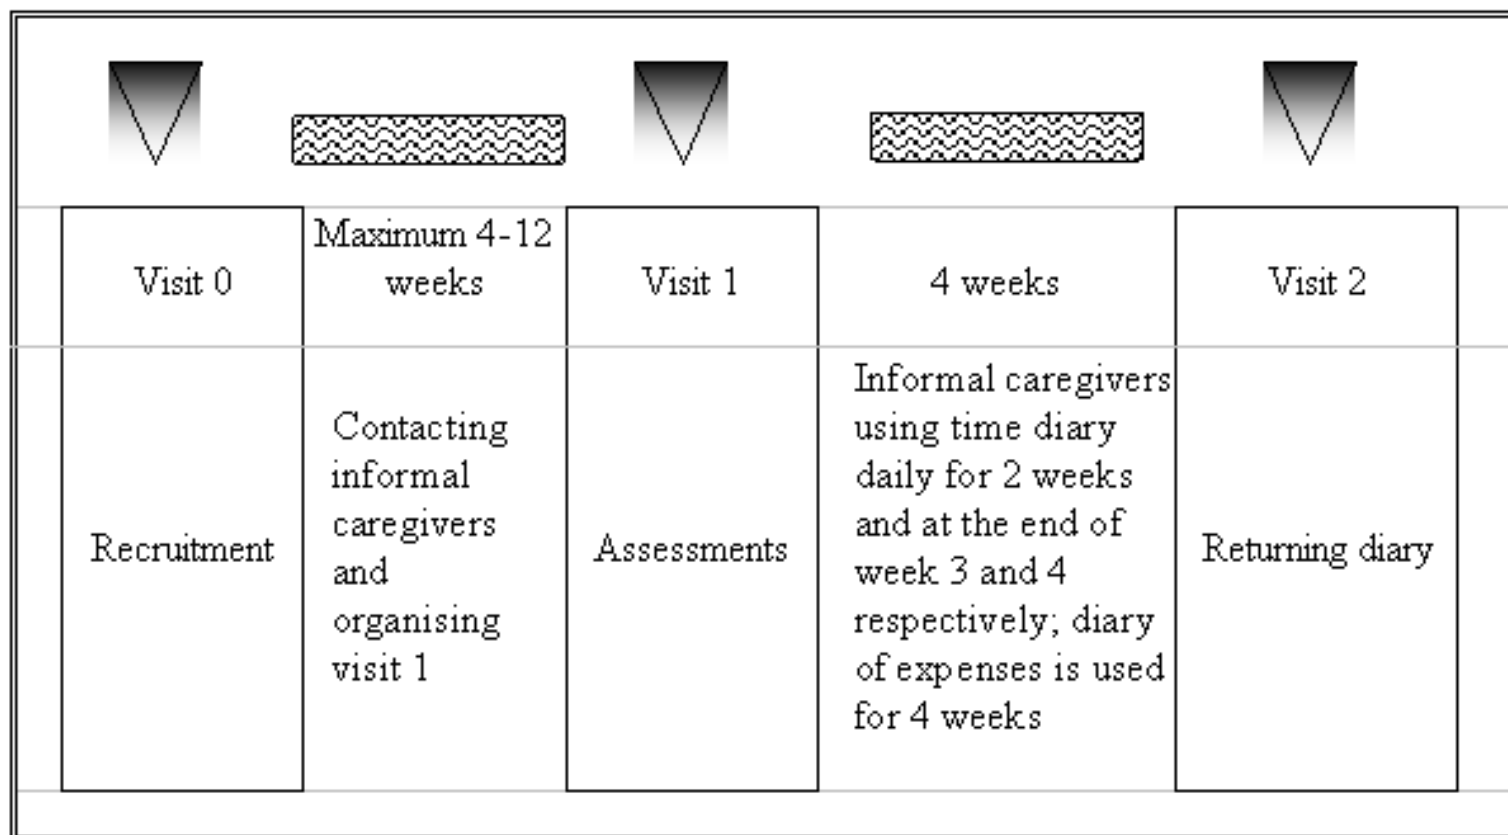 Visit 0
Maximum 4-12
weeks
Visit 1
4 weeks
Visit 2
Recruitment
Contacting
informal
caregivers
and
organising
visit 1
Assessments
Informal caregivers
using time diary
daily for 2 weeks
and at the end of
week 3 and 4
respectively; diary
of expenses is used
for 4 weeks
Returning diary